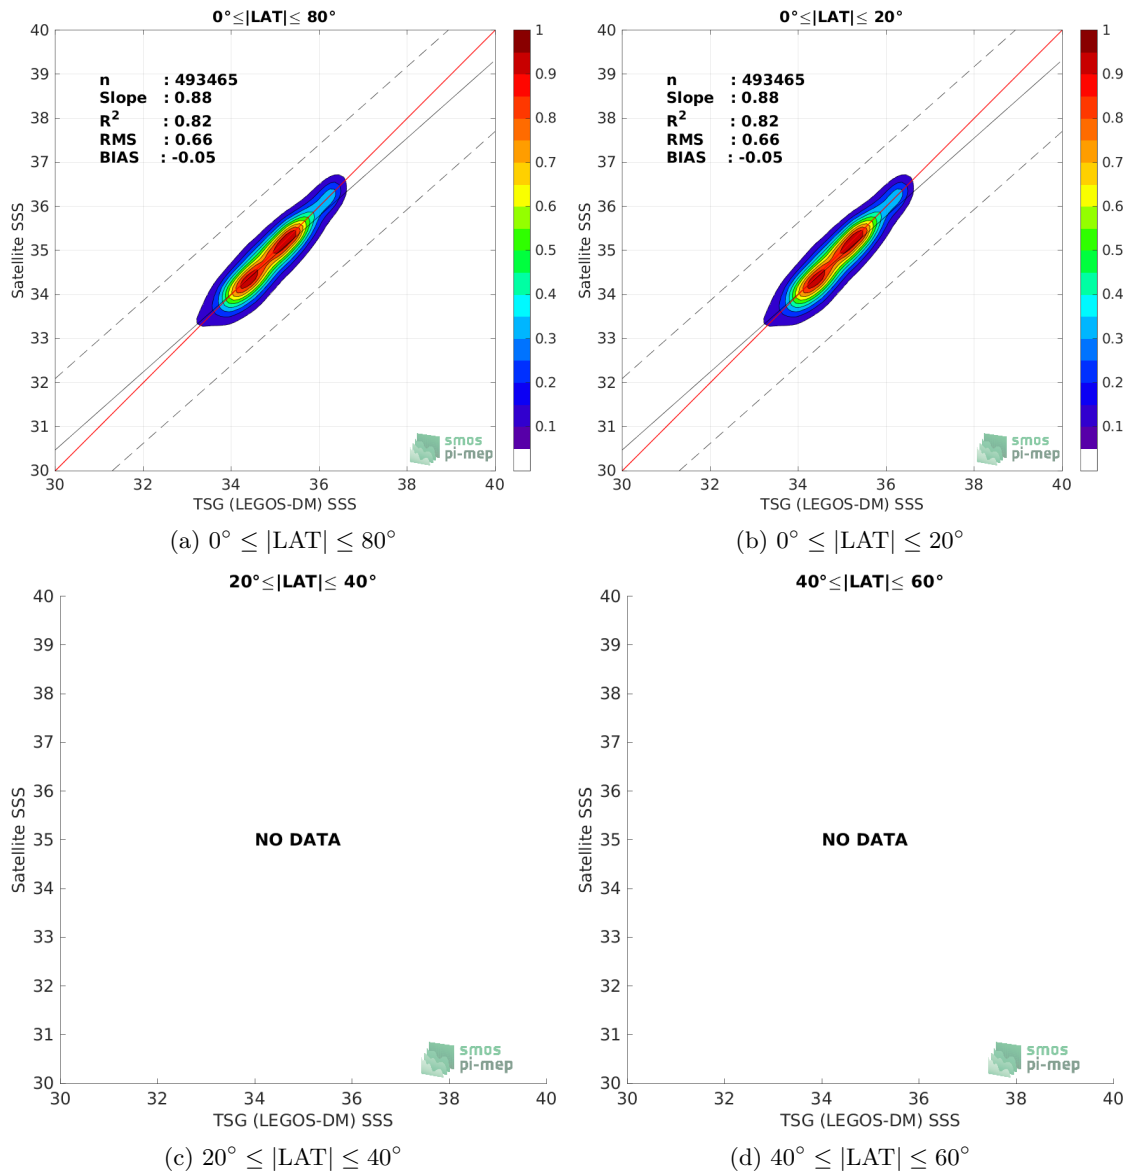 0°≤|LAT|≤ 80°
40
39
38
37
36
35
34
33
32
31
30
30
32
34
36
38
40
n : 493465
Slope : 0.88
R² : 0.82
RMS : 0.66
BIAS : -0.05
1
0.9
0.8
0.7
0.6
0.5
0.4
0.3
0.2
0.1
Satellite SSS
TSG (LEGOS-DM) SSS
smos
pi-mep
(a) 0° ≤ |LAT| ≤ 80°
0°≤|LAT|≤ 20°
40
39
38
37
36
35
34
33
32
31
30
30
32
34
36
38
40
n : 493465
Slope : 0.88
R² : 0.82
RMS : 0.66
BIAS : -0.05
1
0.9
0.8
0.7
0.6
0.5
0.4
0.3
0.2
0.1
Satellite SSS
TSG (LEGOS-DM) SSS
smos
pi-mep
(b) 0° ≤ |LAT| ≤ 20°
20°≤|LAT|≤ 40°
40
39
38
37
36
35
34
33
32
31
30
30
32
34
36
38
40
NO DATA
Satellite SSS
TSG (LEGOS-DM) SSS
smos
pi-mep
(c) 20° ≤ |LAT| ≤ 40°
40°≤|LAT|≤ 60°
40
39
38
37
36
35
34
33
32
31
30
30
32
34
36
38
40
NO DATA
Satellite SSS
TSG (LEGOS-DM) SSS
smos
pi-mep
(d) 40° ≤ |LAT| ≤ 60°